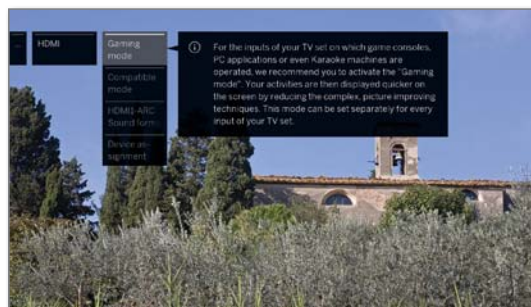 HDMI
Gaming
mode
Compatible
mode
HDMI1-ARC
Sound form
Device as-
signment
For the inputs of your TV set on which game consoles,
PC applications or even Karaoke machines are
operated, we recommend you to activate the "Gaming
mode". Your activities are then displayed quicker on
the screen by reducing the complex, picture improving
techniques. This mode can be set separately for every
input of your TV set.